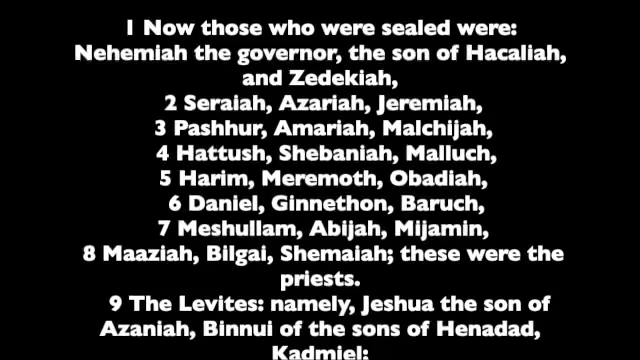 1 Now those who were sealed were:
Nehemiah the governor, the son of Hacaliah,
and Zedekiah,
2 Seraiah, Azariah, Jeremiah,
3 Pashhur, Amariah, Malchijah,
4 Hattush, Shebaniah, Malluch,
5 Harim, Meremoth, Obadiah,
6 Daniel, Ginnethon, Baruch,
7 Meshullam, Abijah, Mijamin,
8 Maaziah, Bilgai, Shemaiah; these were the
priests.
9 The Levites: namely, Jeshua the son of
Azaniah, Binnui of the sons of Henadad,
Kadmiel;